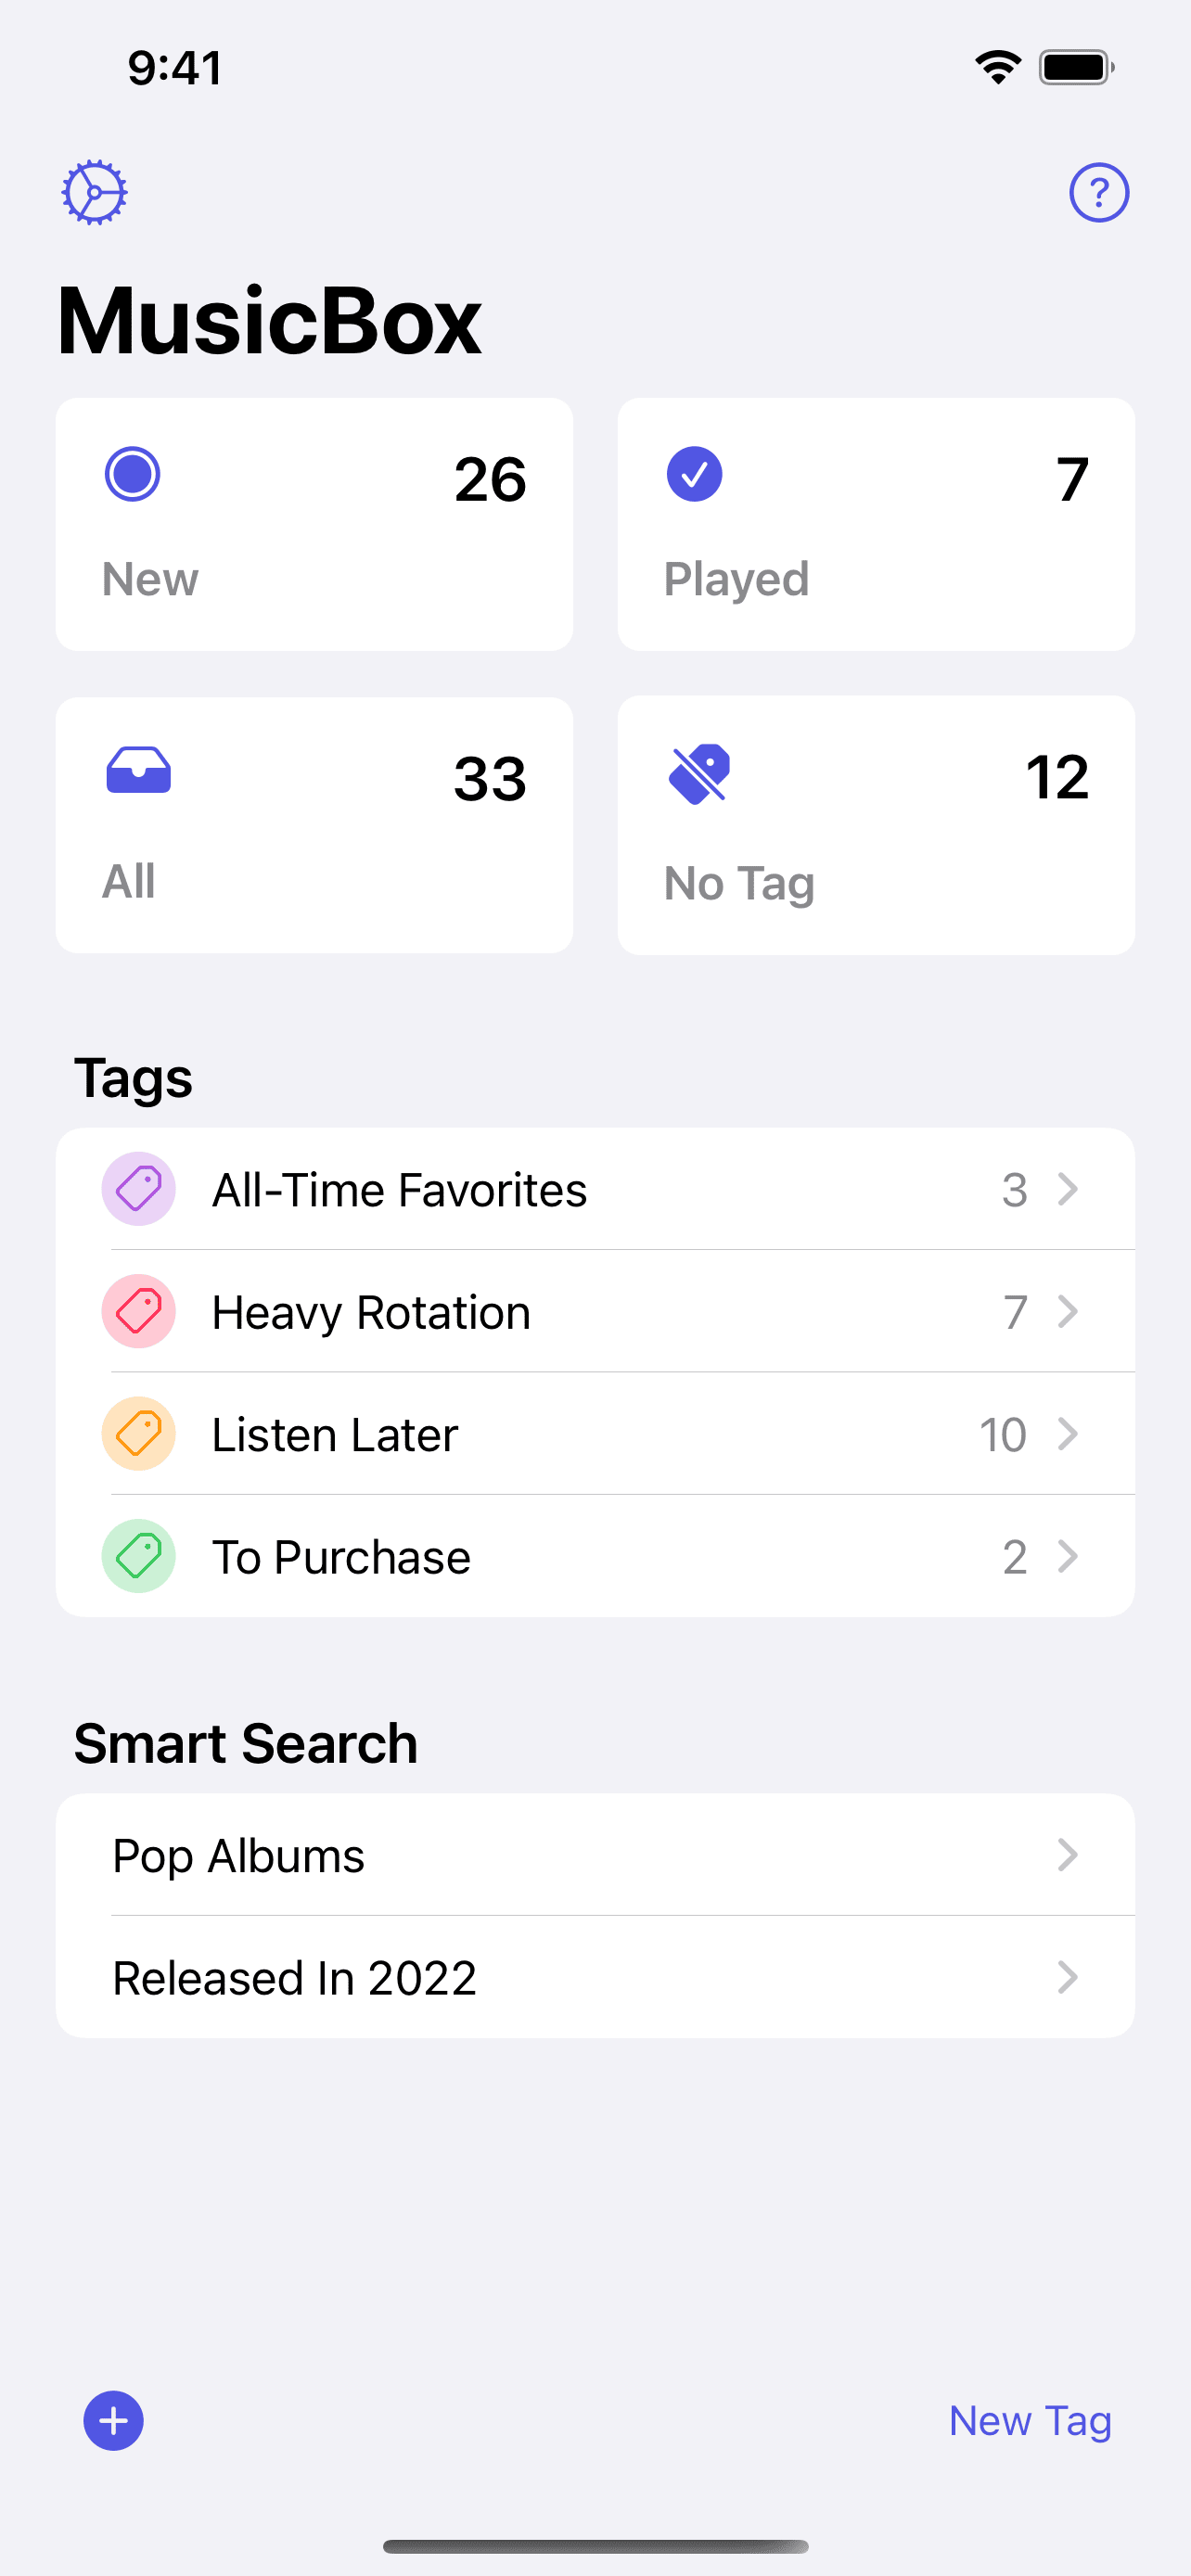 9:41
MusicBox
26
New
7
Played
33
All
12
No Tag
Tags
All-Time Favorites 3
Heavy Rotation 7
Listen Later 10
To Purchase 2
Smart Search
Pop Albums
Released In 2022
New Tag